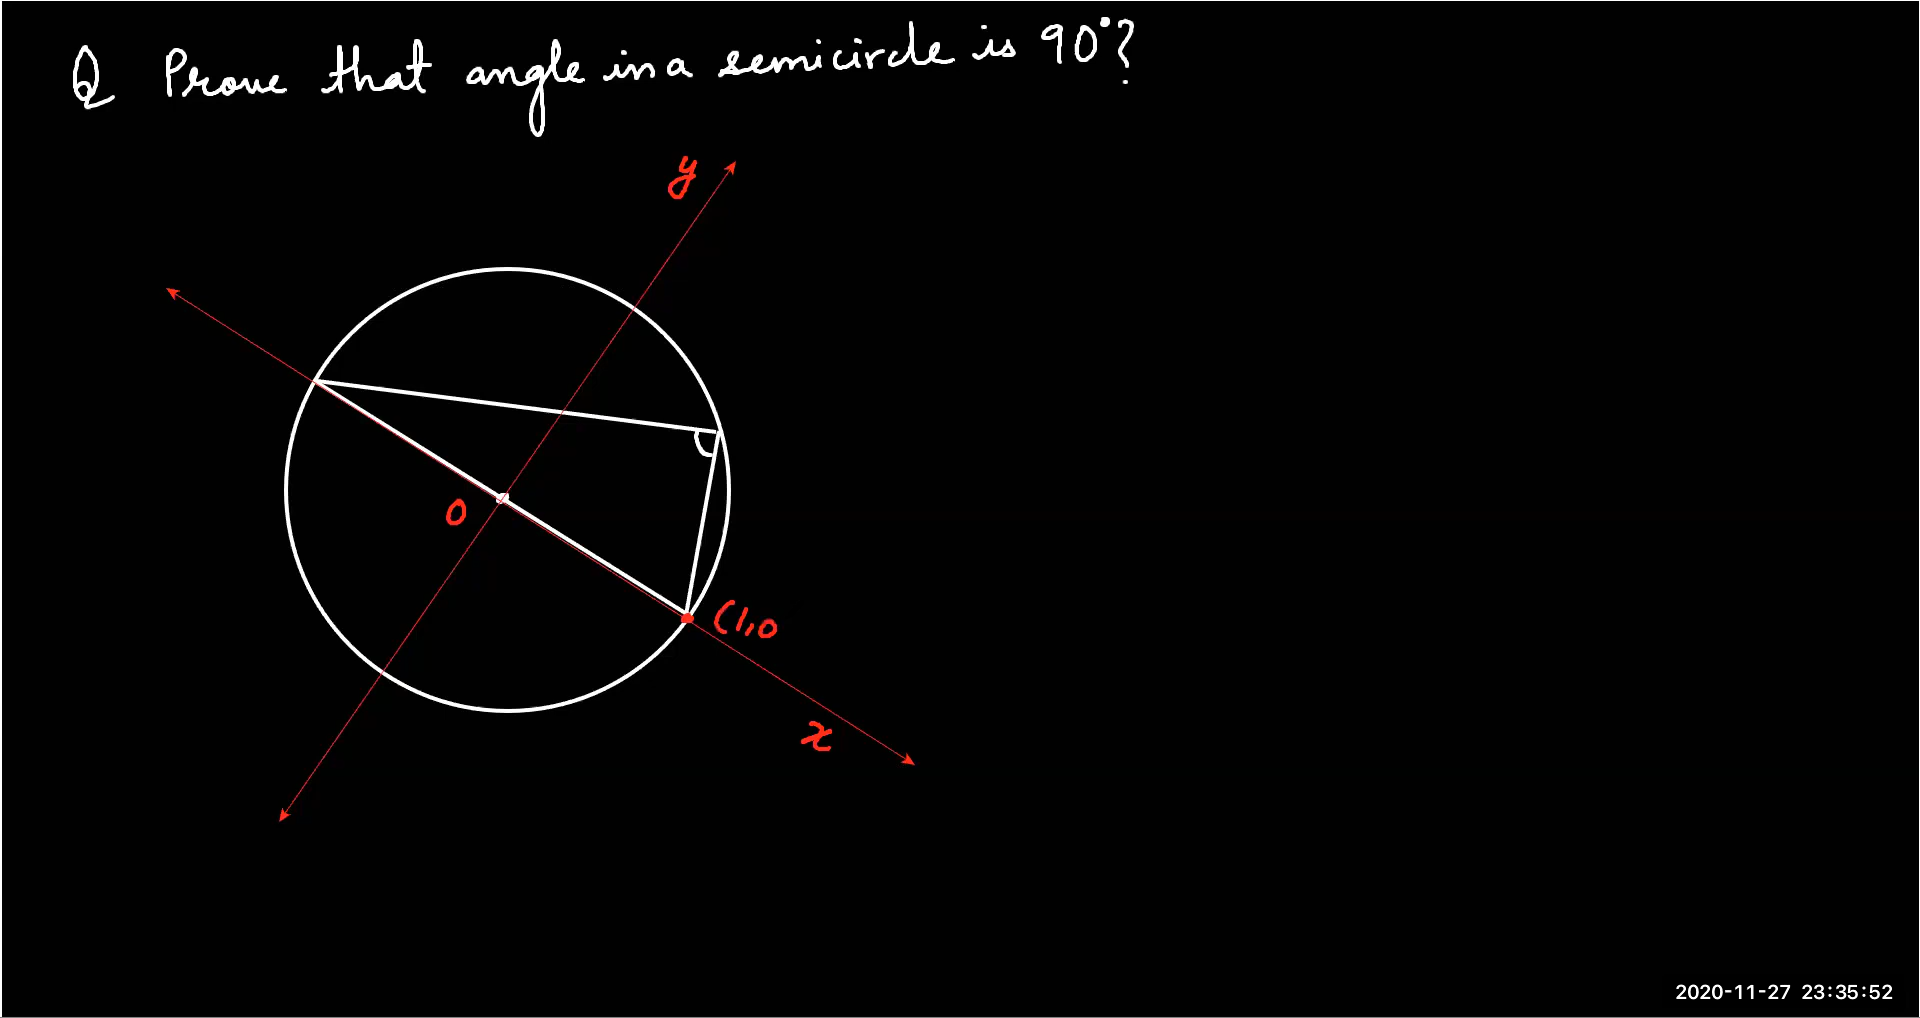 Q Prove that angle in a semicircle is 90°?
y
O
(1,0
x
2020-11-27 23:35:52